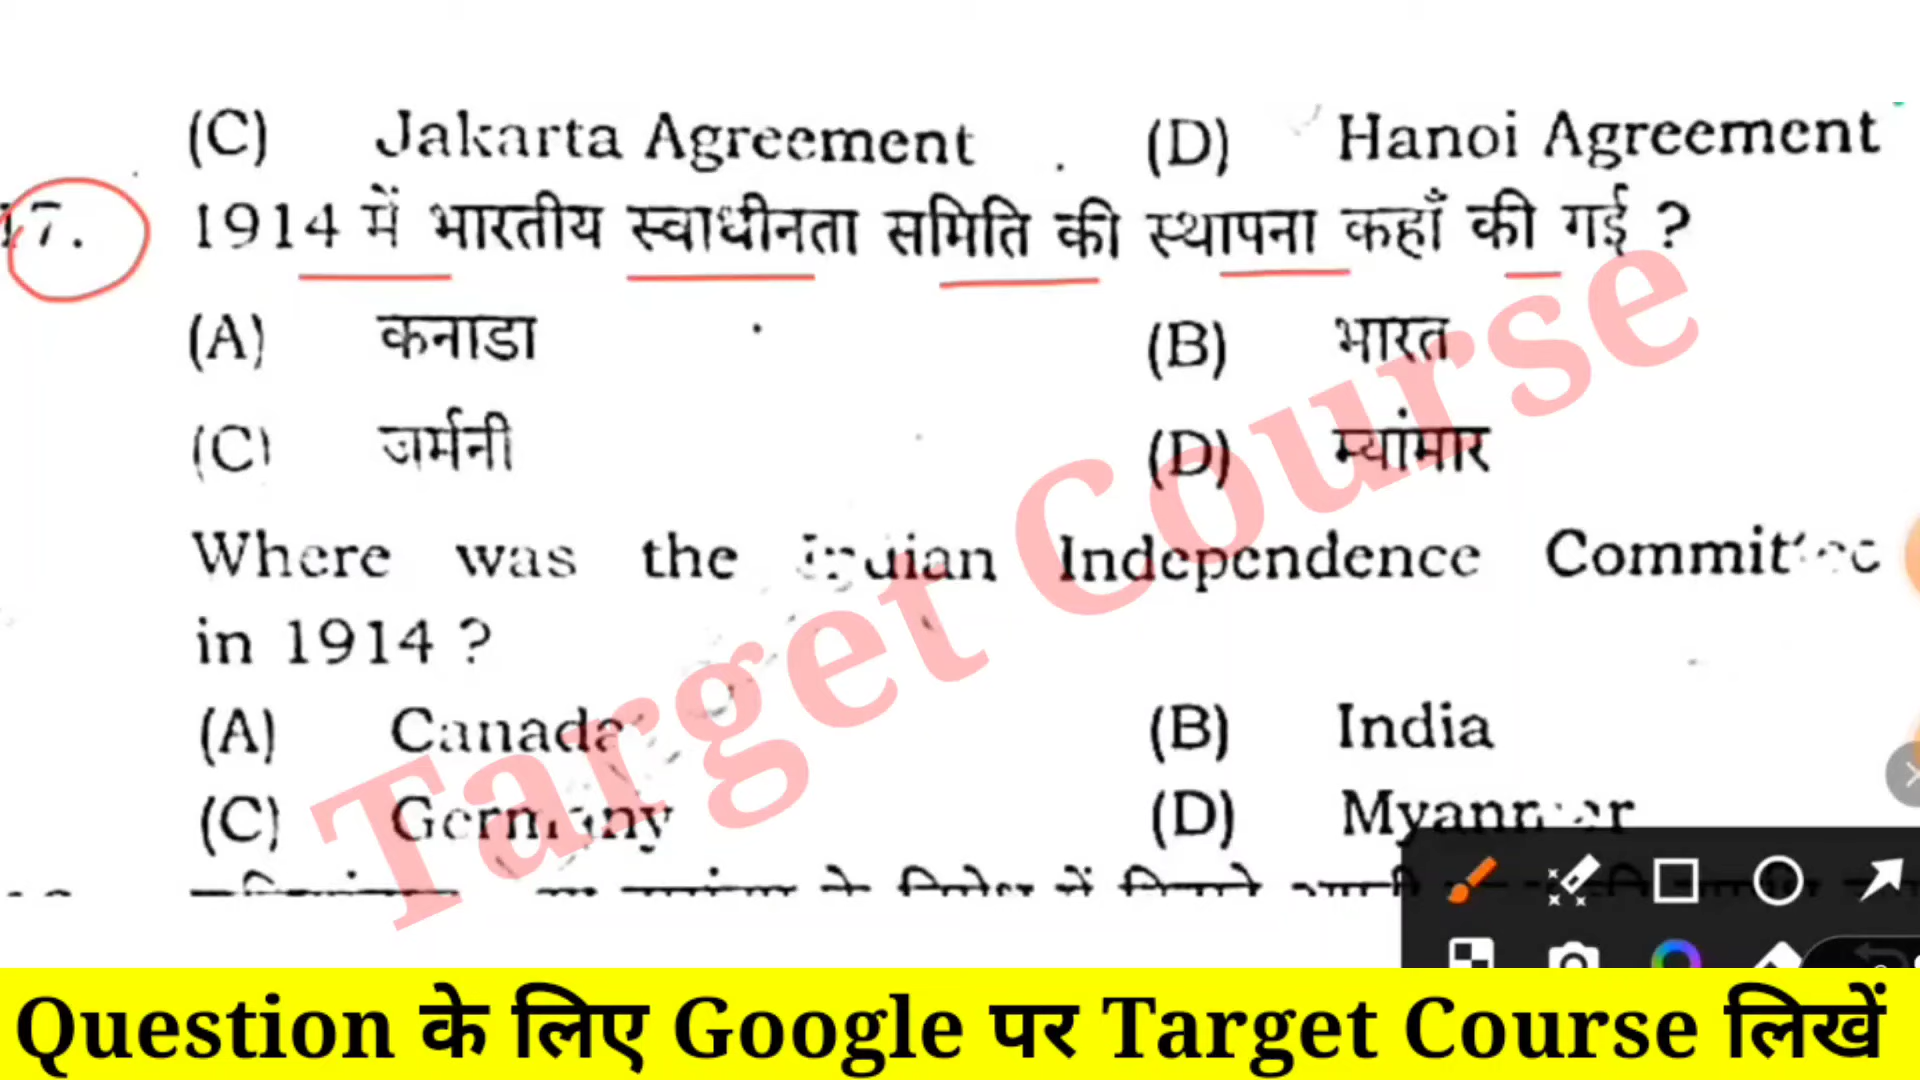 (C) Jakarta Agreement (D) Hanoi Agreement
17. 1914 में भारतीय स्वाधीनता समिति की स्थापना कहाँ की गई ?
(A) कनाडा (B) भारत
(C) जर्मनी (D) म्यांमार
Where was the Indian Independence Committee
in 1914 ?
(A) Canada (B) India
(C) Germany (D) Myanmar
Target Course
Question के लिए Google पर Target Course लिखें